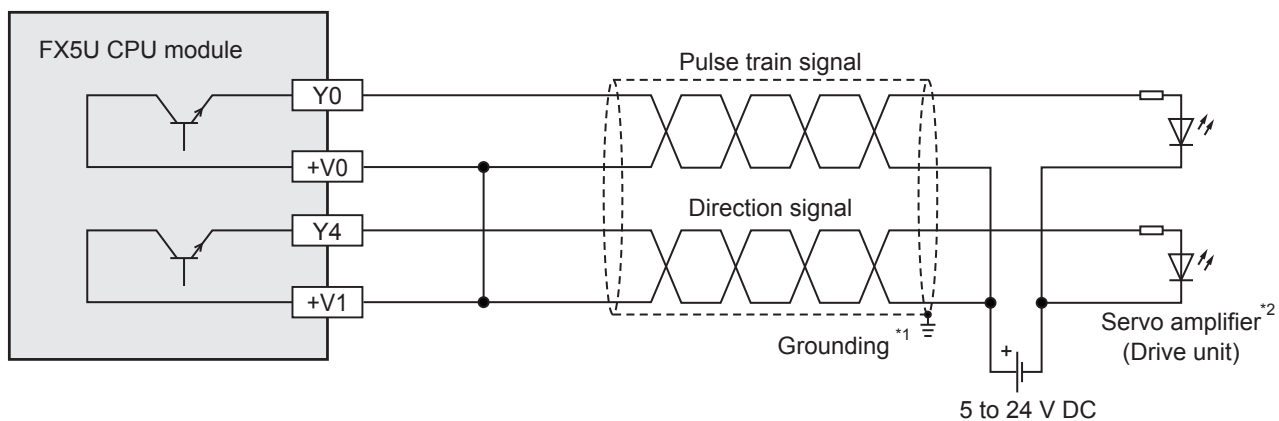 FX5U CPU module
Pulse train signal
Y0
+V0
Direction signal
Y4
+V1
Grounding *1
Servo amplifier*2
(Drive unit)
+
5 to 24 V DC